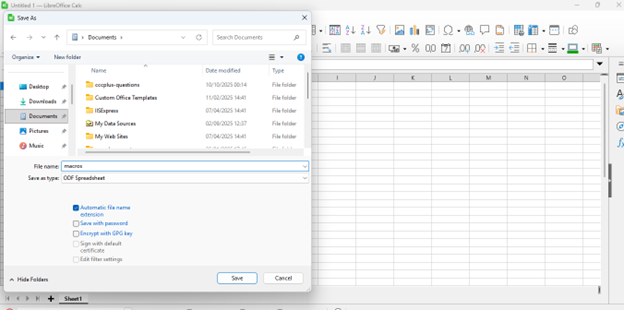 Untitled 1 — LibreOffice Calc
Save As
Documents
Search Documents
Organize
New folder
Name
Date modified
Type
Desktop
Downloads
Documents
Pictures
Music
cocplus-questions
10/10/2025 00:14
File folder
Custom Office Templates
11/02/2025 14:41
File folder
IISExpress
07/04/2025 14:41
File folder
My Data Sources
02/09/2025 12:37
File folder
My Web Sites
07/04/2025 14:41
File folder
File name:
macros
Save as type:
ODF Spreadsheet
Automatic file name
extension
Save with password
Encrypt with GPG key
Sign with default
certificate
Edit filter settings
Hide Folders
Save
Cancel
I
J
K
L
M
N
O
Sheet1